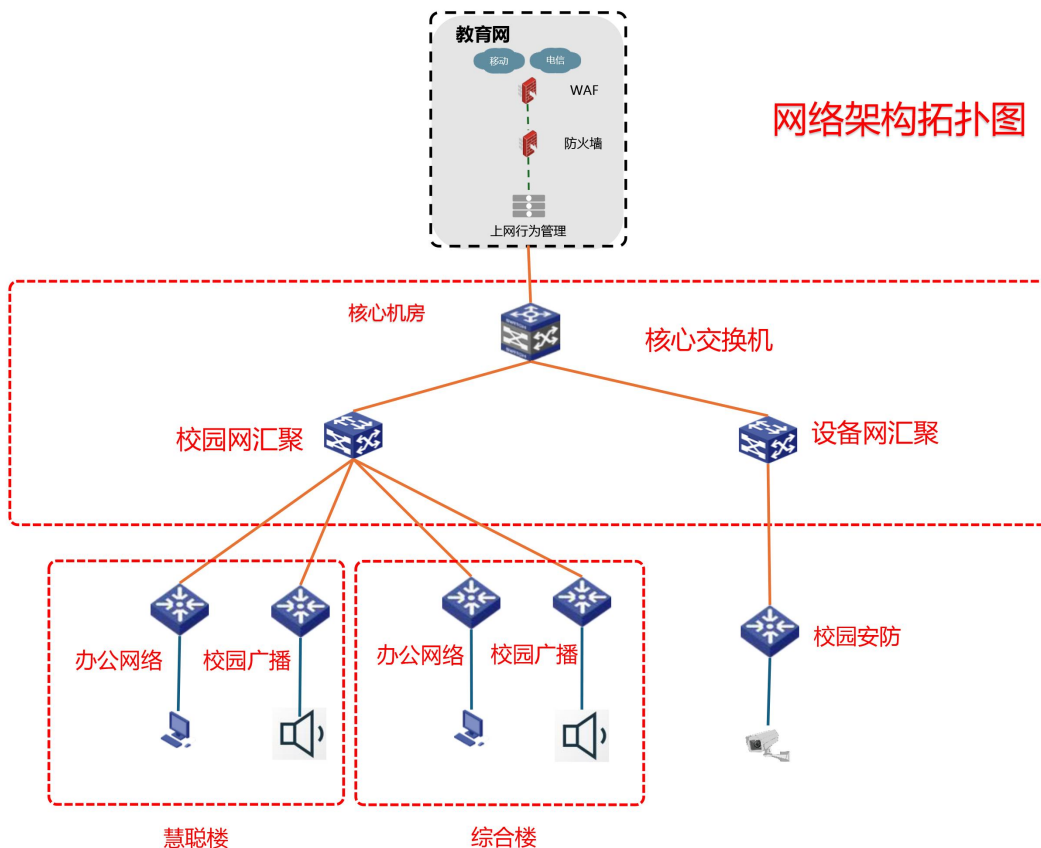 教育网
移动
电信
WAF
网络架构拓扑图
防火墙
上网行为管理
核心机房
核心交换机
校园网汇聚
设备网汇聚
办公网络
校园广播
办公网络
校园广播
校园安防
慧聪楼
综合楼